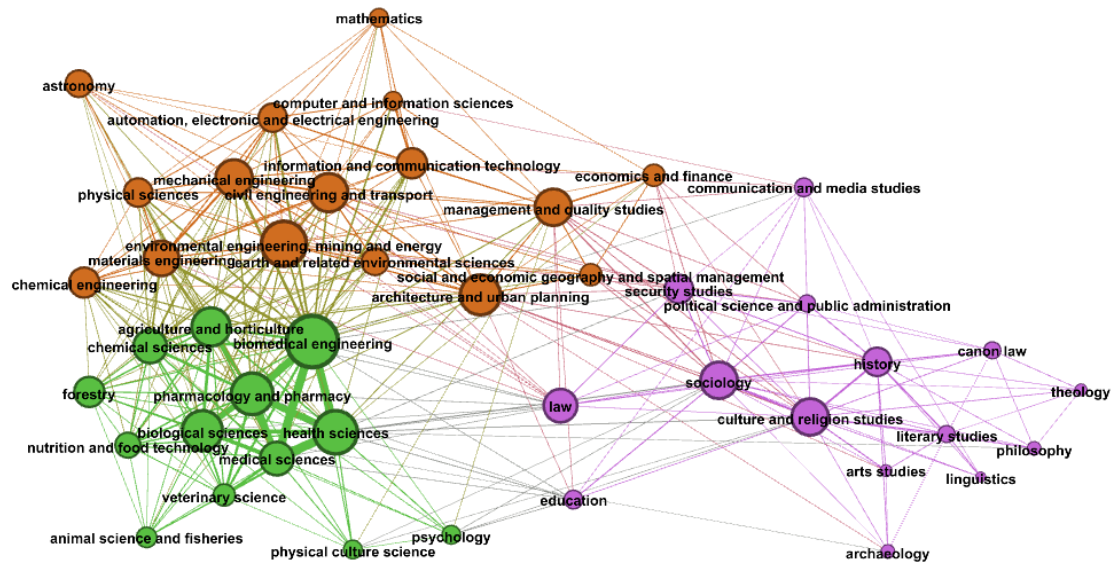 mathematics
astronomy
computer and information sciences
automation, electronic and electrical engineering
information and communication technology
mechanical engineering
economics and finance
communication and media studies
physical sciences
civil engineering and transport
management and quality studies
environmental engineering, mining and energy
materials engineering
earth and related environmental sciences
social and economic geography and spatial management
chemical engineering
security studies
architecture and urban planning
political science and public administration
agriculture and horticulture
chemical sciences
biomedical engineering
canon law
history
sociology
theology
forestry
pharmacology and pharmacy
law
culture and religion studies
biological sciences
health sciences
literary studies
nutrition and food technology
philosophy
medical sciences
arts studies
linguistics
veterinary science
education
animal science and fisheries
psychology
physical culture science
archaeology